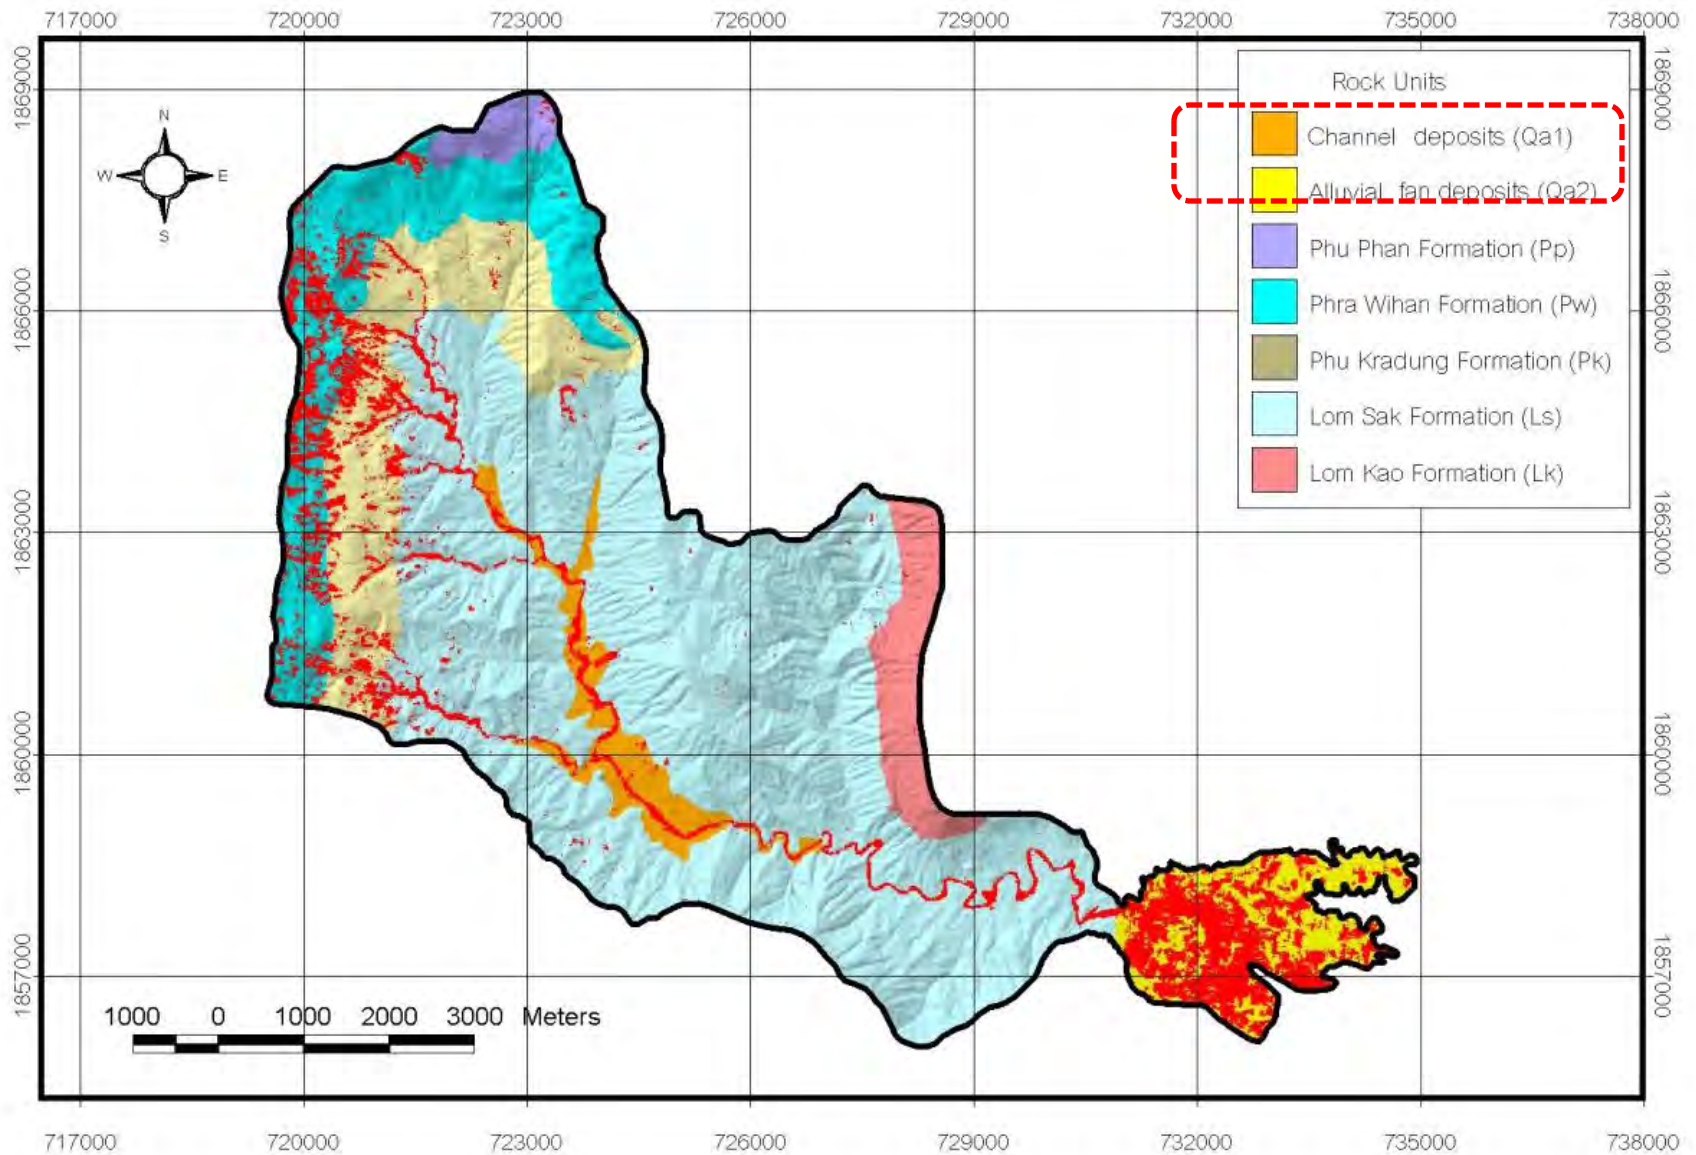 717000 720000 723000 726000 729000 732000 735000 738000
1869000
1869000
Rock Units
Channel deposits (Qa1)
Alluvial fan deposits (Qa2)
Phu Phan Formation (Pp)
Phra Wihan Formation (Pw)
Phu Kradung Formation (Pk)
Lom Sak Formation (Ls)
Lom Kao Formation (Lk)
N
W E
S
1866000
1866000
1863000
1863000
1860000
1860000
1857000
1857000
1000 0 1000 2000 3000 Meters
717000 720000 723000 726000 729000 732000 735000 738000